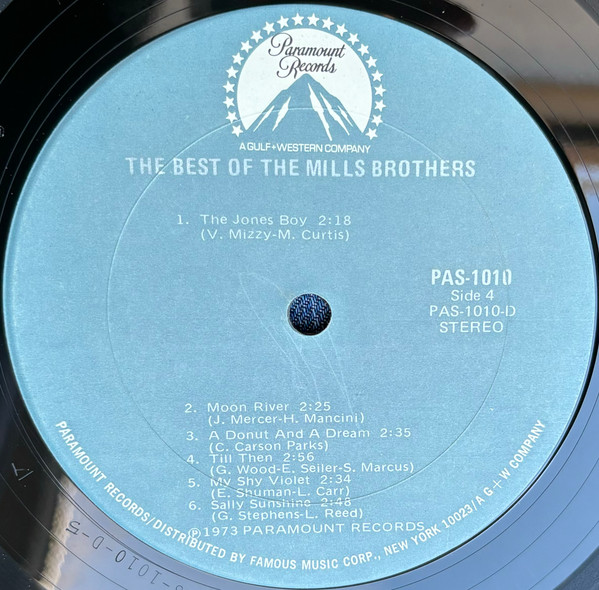 Paramount
Records
A GULF+WESTERN COMPANY
THE BEST OF THE MILLS BROTHERS
1. The Jones Boy 2:18
(V. Mizzy-M. Curtis)
PAS-1010
Side 4
PAS-1010-D
STEREO
2. Moon River 2:25
(J. Mercer-H. Mancini)
3. A Donut And A Dream 2:35
(C. Carson Parks)
4. Till Then 2:56
(G. Wood-E. Seiler-S. Marcus)
5. My Shy Violet 2:34
(E. Shuman-L. Carr)
6. Sally Sunshine 2:48
(G. Stephens-L. Reed)
℗1973 PARAMOUNT RECORDS
PARAMOUNT RECORDS/DISTRIBUTED BY FAMOUS MUSIC CORP., NEW YORK 10023/A G+W COMPANY
-1010-D-5